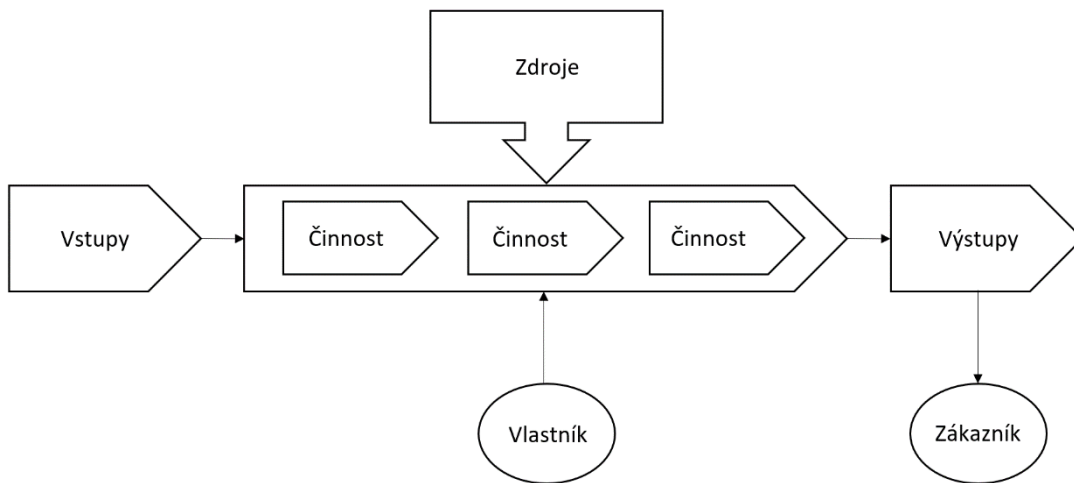 Zdroje
Vstupy
Činnost
Činnost
Činnost
Výstupy
Vlastník
Zákazník